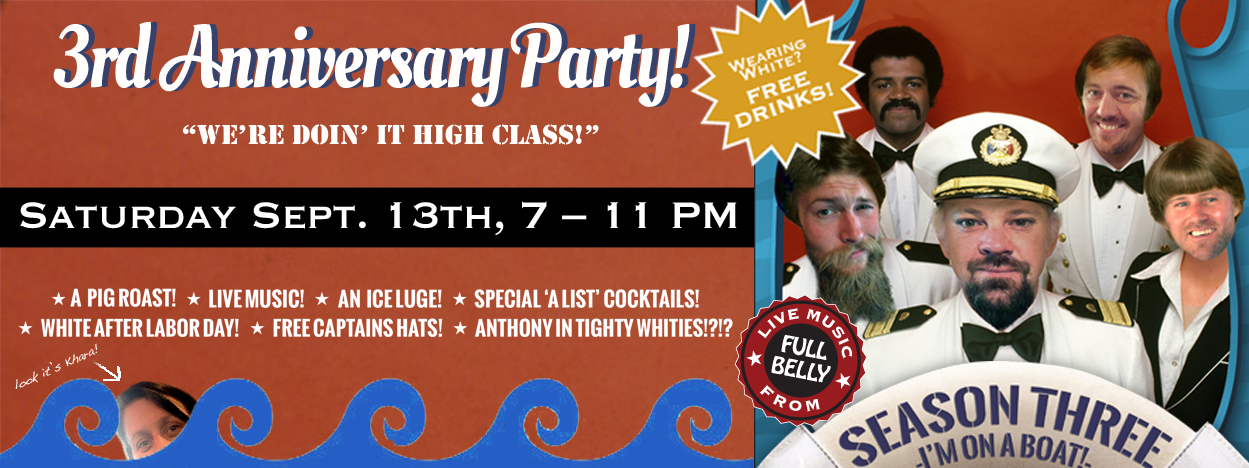 3rd Anniversary Party!
“WE’RE DOIN’ IT HIGH CLASS!”
SATURDAY SEPT. 13TH, 7 – 11 PM
★ A PIG ROAST! ★ LIVE MUSIC! ★ AN ICE LUGE! ★ SPECIAL ‘A LIST’ COCKTAILS!
★ WHITE AFTER LABOR DAY! ★ FREE CAPTAINS HATS! ★ ANTHONY IN TIGHTY WHITIES!?!?
look it's Khara!
WEARING
WHITE?
FREE
DRINKS!
LIVE MUSIC
FULL
BELLY
FROM
SEASON THREE
-I'M ON A BOAT!-